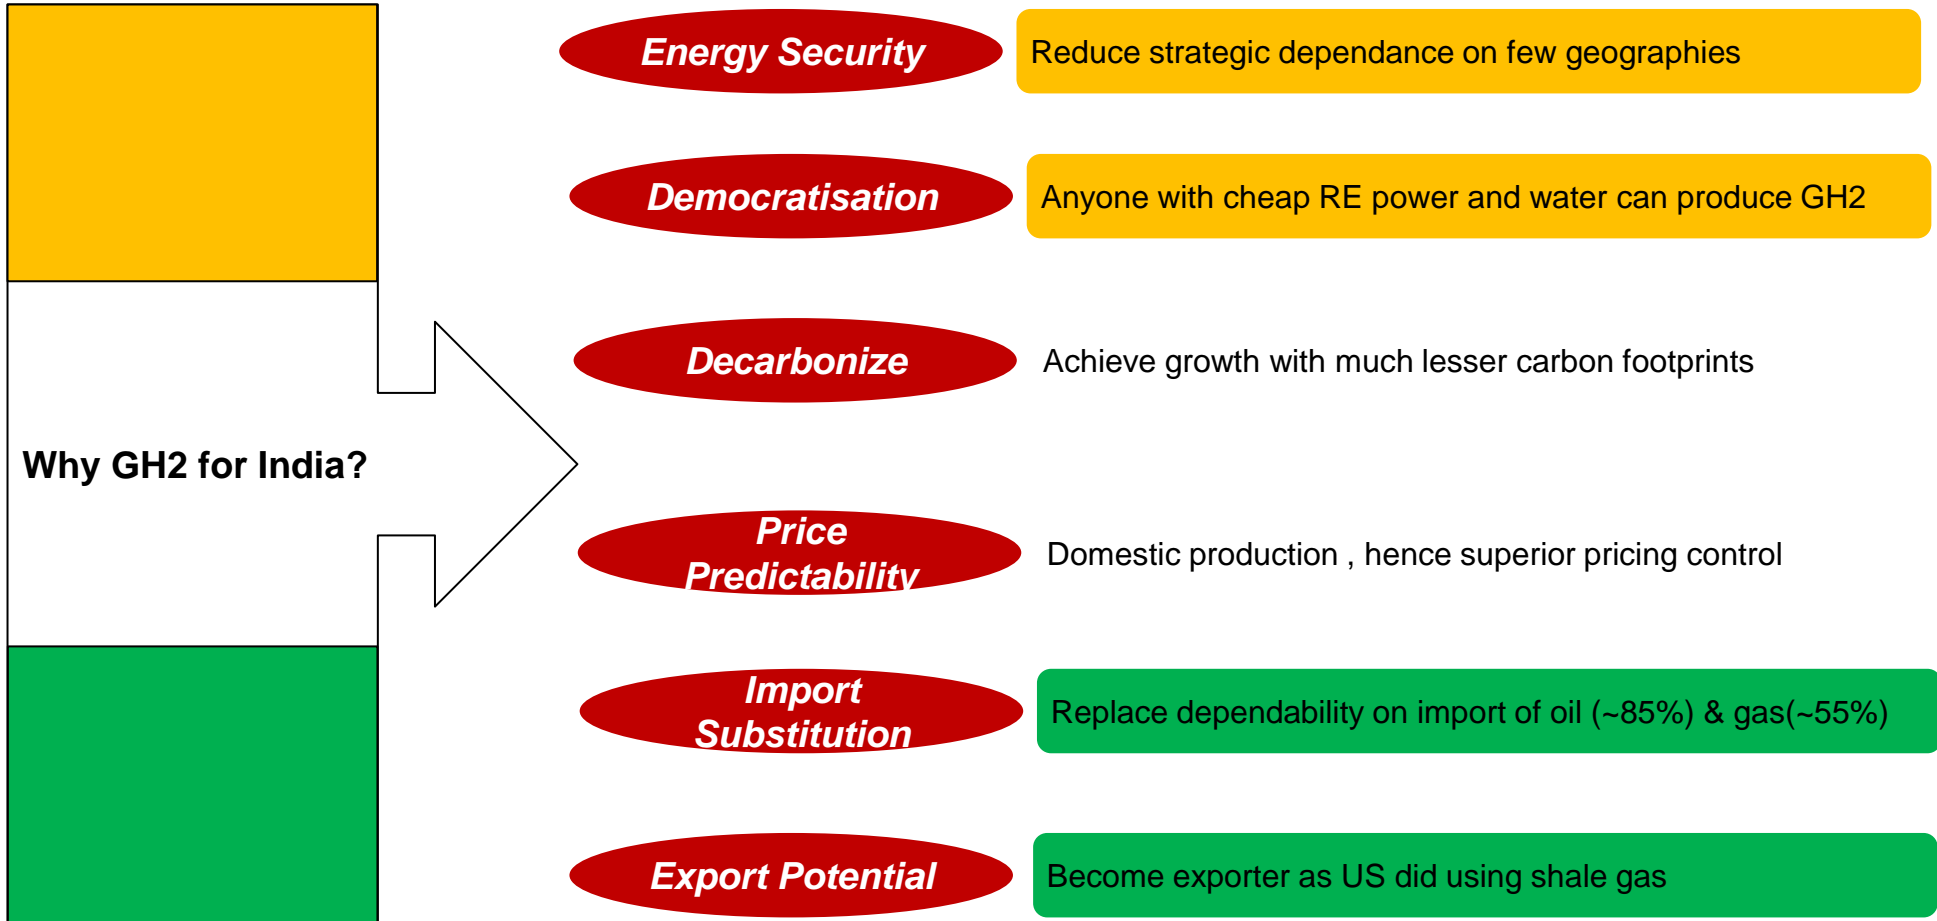 Why GH2 for India?
Energy Security
Reduce strategic dependance on few geographies
Democratisation
Anyone with cheap RE power and water can produce GH2
Decarbonize
Achieve growth with much lesser carbon footprints
Price
Predictability
Domestic production , hence superior pricing control
Import
Substitution
Replace dependability on import of oil (~85%) & gas(~55%)
Export Potential
Become exporter as US did using shale gas